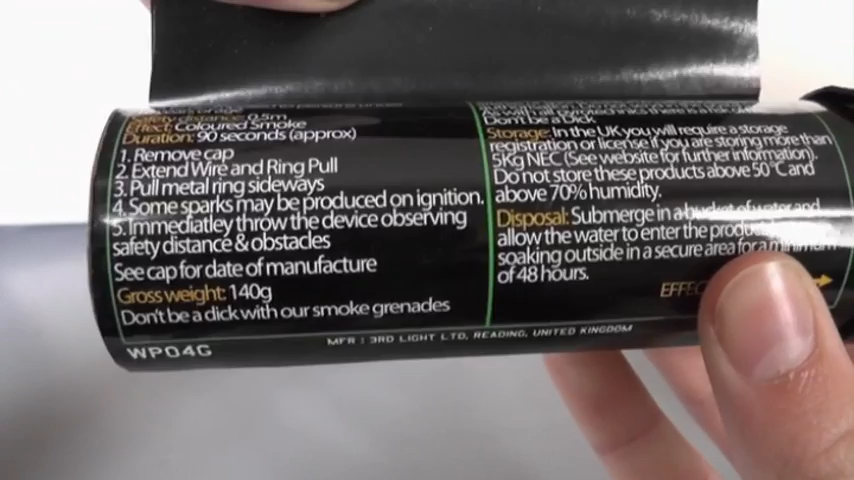 Safety distance: 0.5m
Effect: Coloured Smoke
Duration: 90 seconds (approx)
1. Remove cap
2. Extend Wire and Ring Pull
3. Pull metal ring sideways
4. Some sparks may be produced on ignition.
5. Immediatley throw the device observing
safety distance & obstacles
See cap for date of manufacture
Gross weight: 140g
Don't be a dick with our smoke grenades
WP04G
Don't be a Dick
Storage: In the UK you will require a storage
registration or license if you are storing more than
5Kg NEC (See website for further information).
Do not store these products above 50°C and
above 70% humidity.
Disposal: Submerge in a bucket of water and
allow the water to enter the
soaking outside in a secure area for a minimum
of 48 hours.
MFR : 3RD LIGHT LTD, READING, UNITED KINGDOM